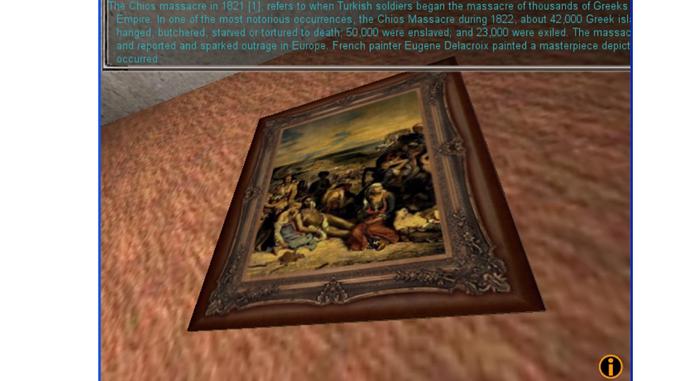 The Chios massacre in 1821 [1], refers to when Turkish soldiers began the massacre of thousands of Greeks
Empire. In one of the most notorious occurrences, the Chios Massacre during 1822, about 42,000 Greek isl
hanged, butchered, starved or tortured to death; 50,000 were enslaved, and 23,000 were exiled. The massac
and reported and sparked outrage in Europe. French painter Eugene Delacroix painted a masterpiece depict
occurred.